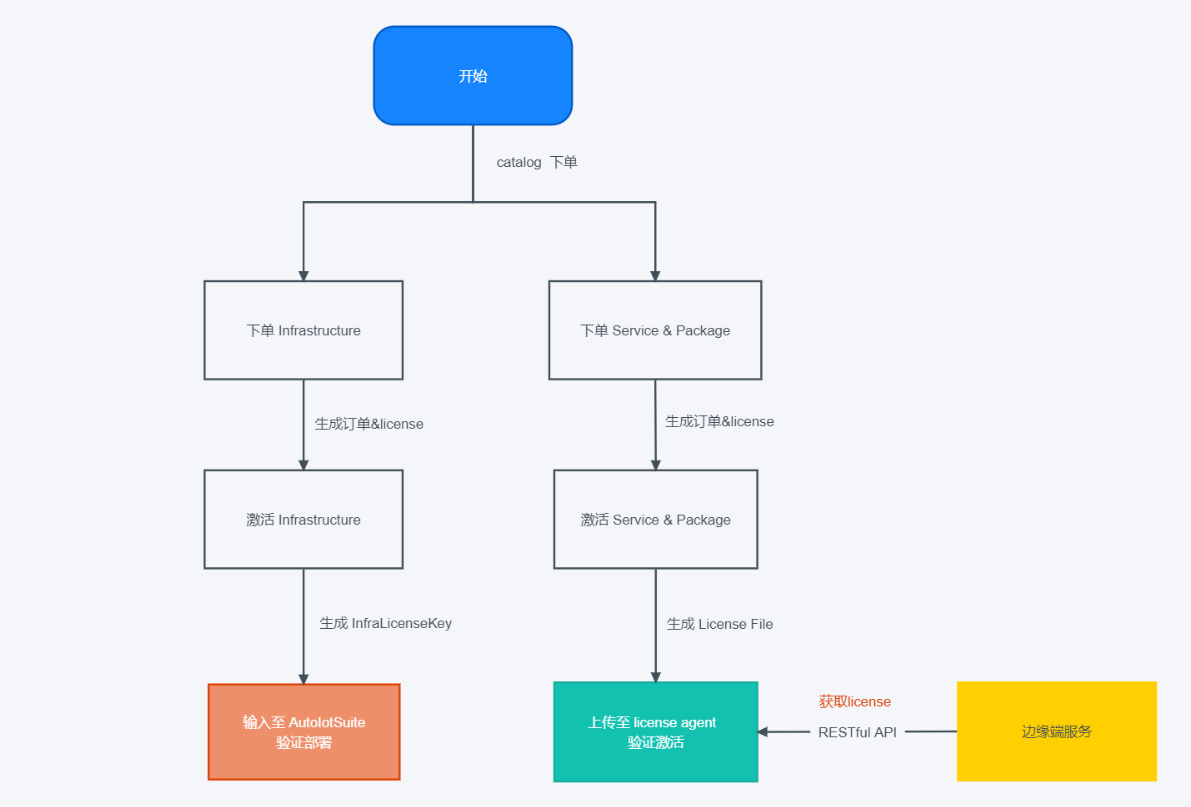 开始
catalog 下单
下单 Infrastructure
下单 Service & Package
生成订单&license
生成订单&license
激活 Infrastructure
激活 Service & Package
生成 InfraLicenseKey
生成 License File
输入至 AutoIotSuite
验证部署
上传至 license agent
验证激活
获取license
RESTful API
边缘端服务